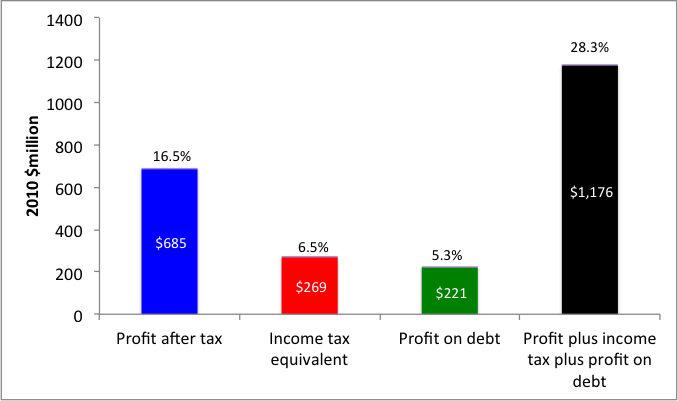 2010 $million
1400
1200
1000
800
600
400
200
0
16.5%
$685
6.5%
$269
5.3%
$221
28.3%
$1,176
Profit after tax
Income tax
equivalent
Profit on debt
Profit plus income
tax plus profit on
debt